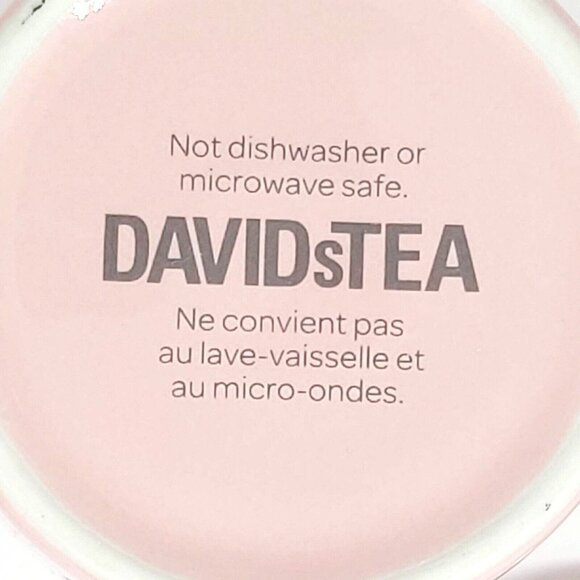 Not dishwasher or
microwave safe.
DAVIDsTEA
Ne convient pas
au lave-vaisselle et
au micro-ondes.